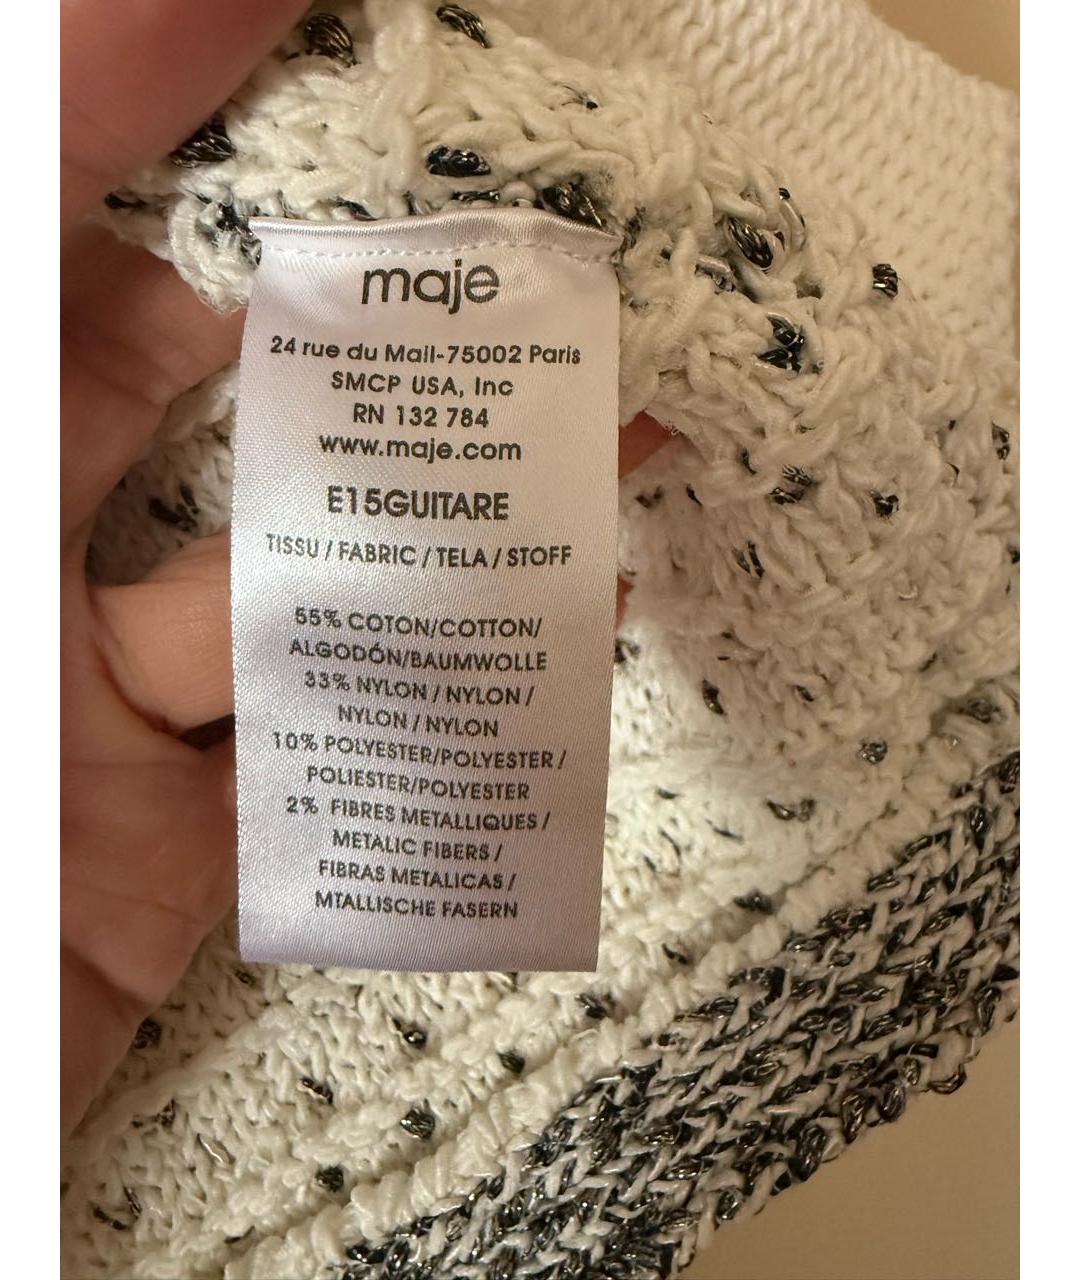 maje
24 rue du Mail-75002 Paris
SMCP USA, Inc
RN 132 784
www.maje.com
E15GUITARE
TISSU / FABRIC / TELA / STOFF
55% COTON/COTTON/
ALGODÓN/BAUMWOLLE
33% NYLON / NYLON /
NYLON / NYLON
10% POLYESTER/POLYESTER /
POLIESTER/POLYESTER
2% FIBRES METALLIQUES /
METALIC FIBERS /
FIBRAS METALICAS /
MTALLISCHE FASERN